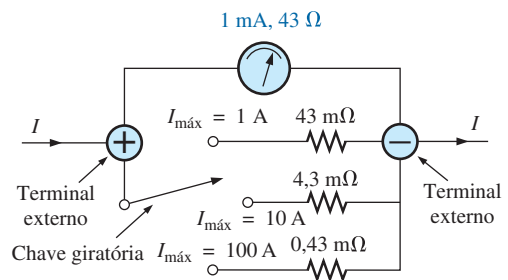 1 mA, 43 Ω
I
+
Imáx = 1 A 43 mΩ
−
I
4,3 mΩ
Terminal
externo
Imáx = 10 A
Terminal
externo
Chave giratória
Imáx = 100 A 0,43 mΩ